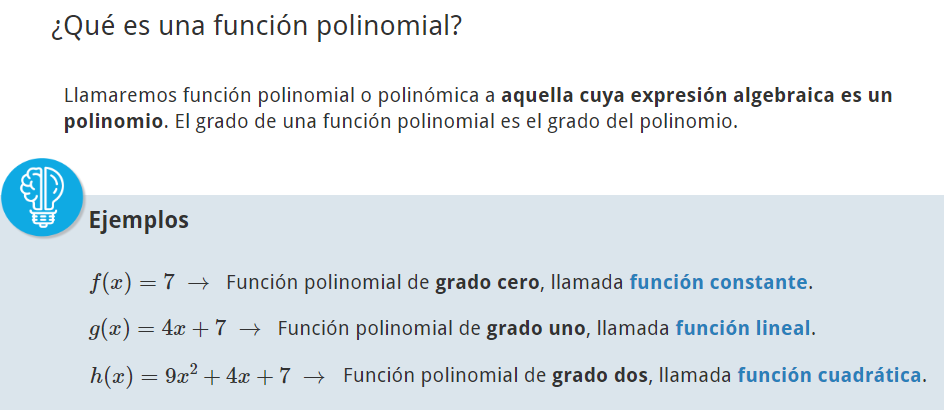 ¿Qué es una función polinomial?
Llamaremos función polinomial o polinómica a aquella cuya expresión algebraica es un
polinomio. El grado de una función polinomial es el grado del polinomio.
Ejemplos
f(x) = 7 → Función polinomial de grado cero, llamada función constante.
g(x) = 4x + 7 → Función polinomial de grado uno, llamada función lineal.
h(x) = 9x² + 4x + 7 → Función polinomial de grado dos, llamada función cuadrática.